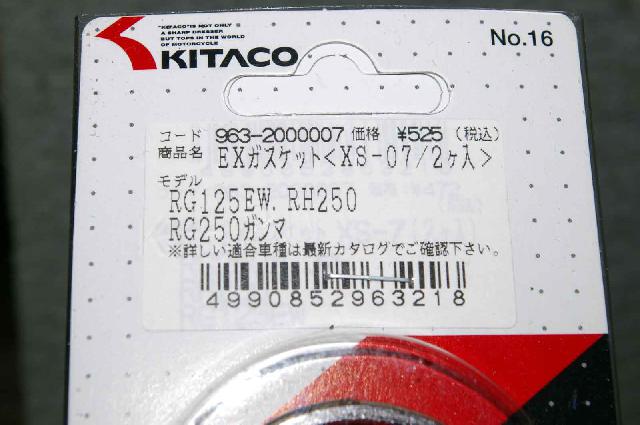 "KITACO" IS NOT ONLY
A SHARP DRESSER
BUT TOPS IN THE WORLD
OF MOTORCYCLE
KITACO
No.16
コード 963-2000007 価格 ¥525 (税込)
商品名 EXガスケット<XS-07/2ヶ入>
モデル
RG125EW. RH250
RG250ガンマ
※詳しい適合車種は最新カタログでご確認下さい。
4990852963218